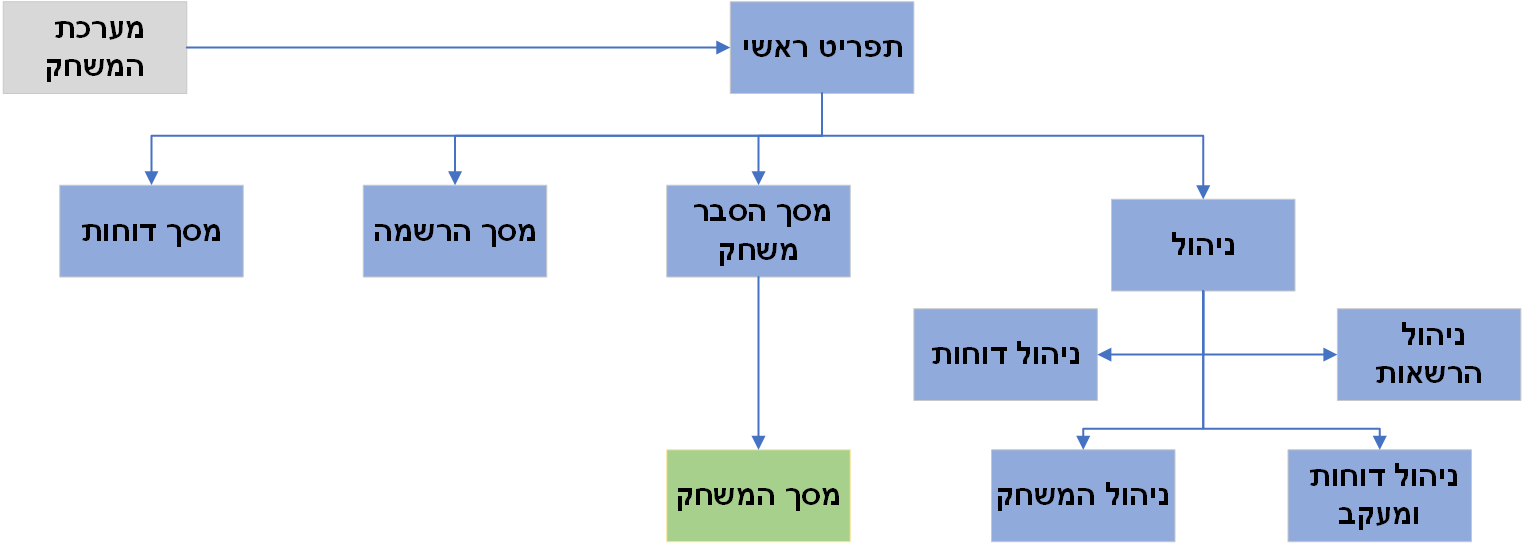 מערכת
המשחק
תפריט ראשי
ניהול
מסך הסבר
משחק
מסך הרשמה
מסך דוחות
ניהול
הרשאות
ניהול דוחות
ניהול דוחות
ומעקב
ניהול המשחק
מסך המשחק